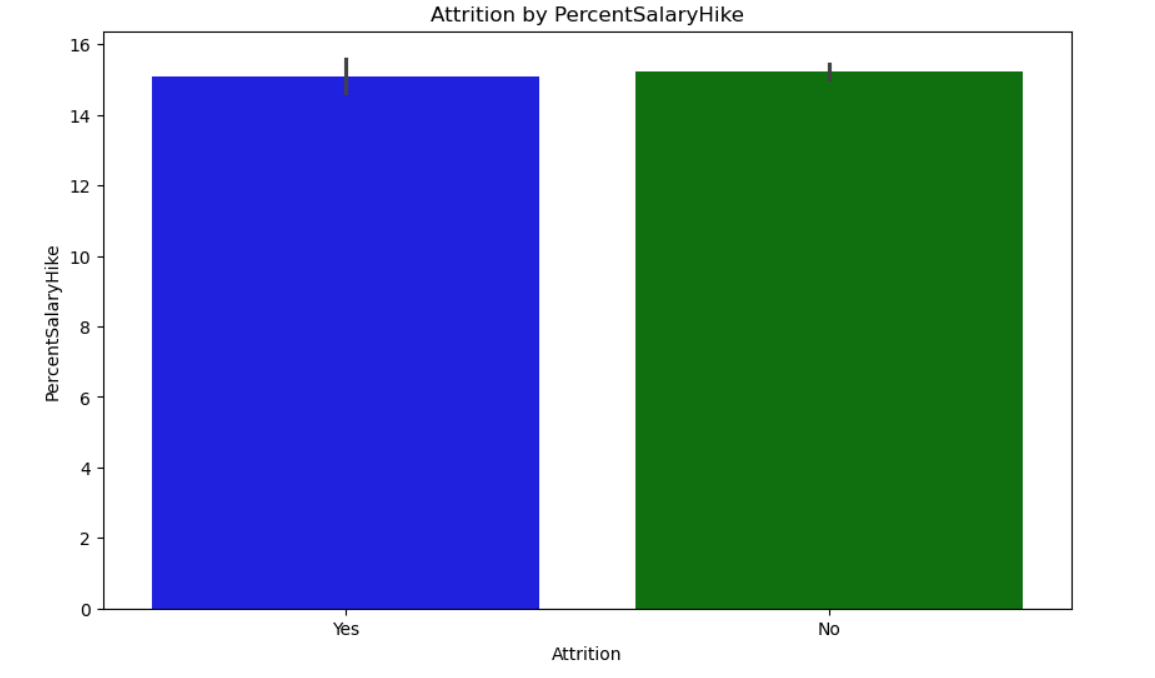 Attrition by PercentSalaryHike
16
14
12
10
8
6
4
2
0
PercentSalaryHike
Yes
No
Attrition